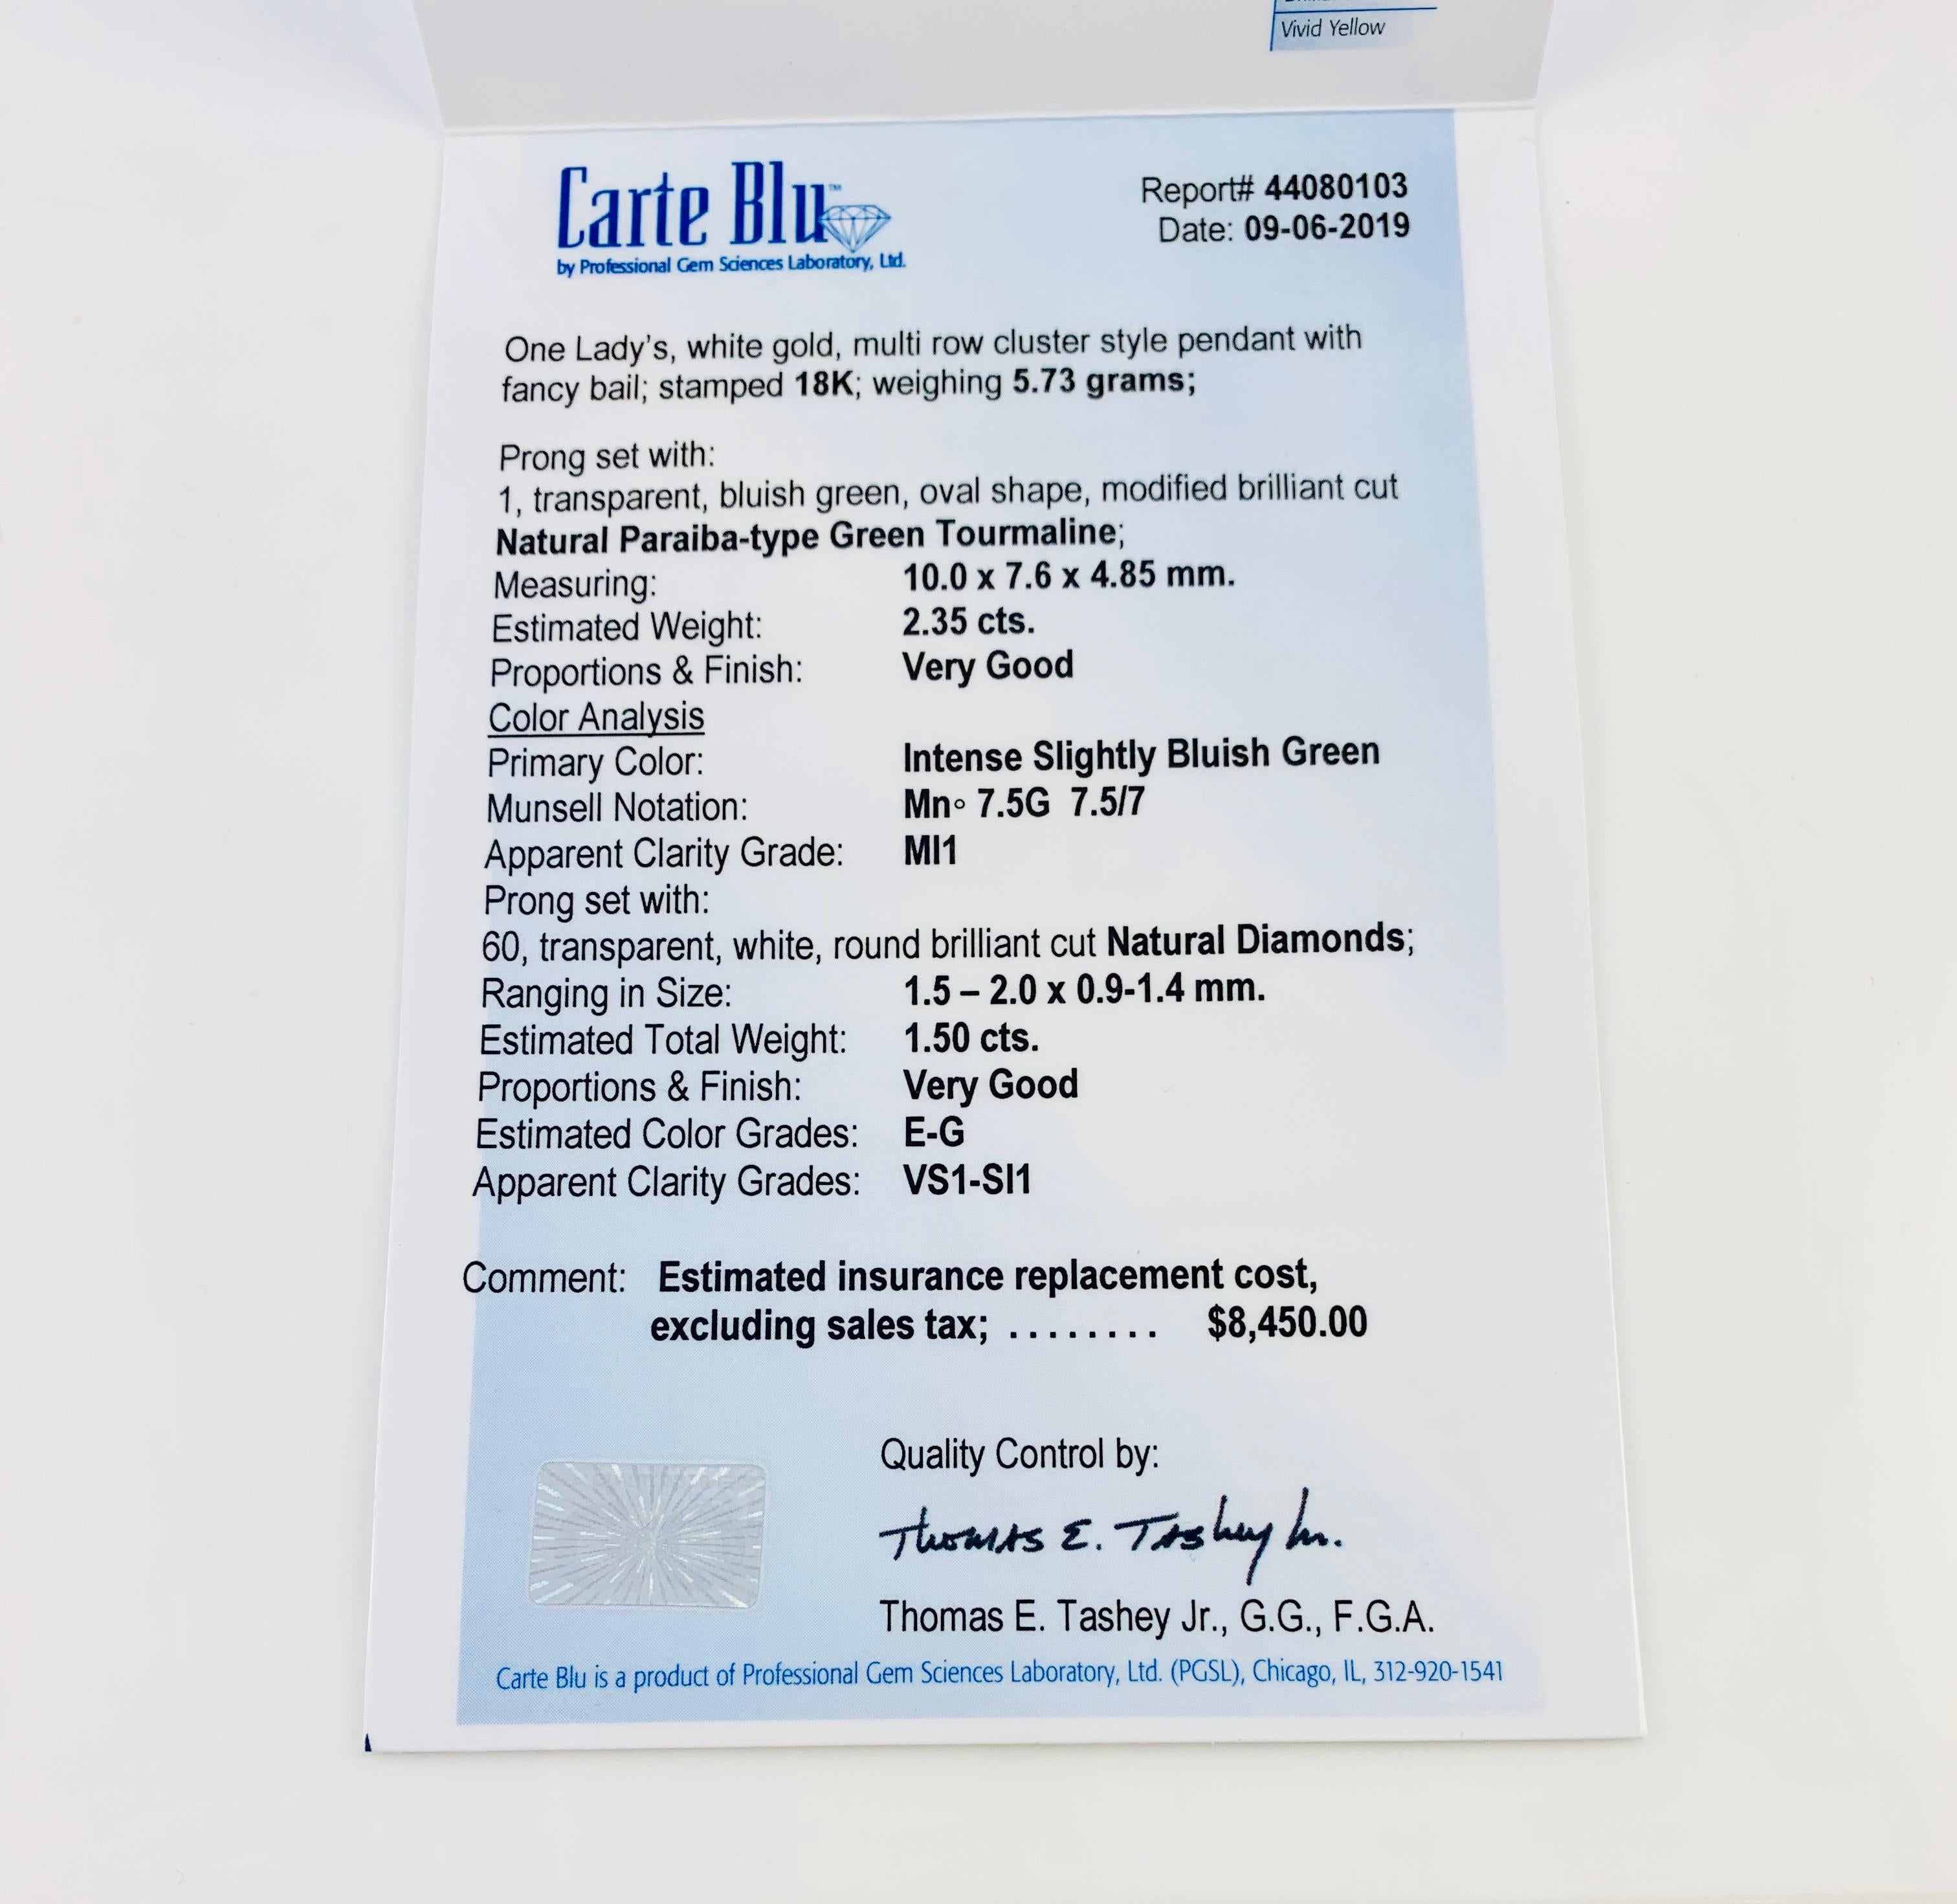 Vivid Yellow
Carte Blu™
by Professional Gem Sciences Laboratory, Ltd.
Report# 44080103
Date: 09-06-2019
One Lady's, white gold, multi row cluster style pendant with
fancy bail; stamped 18K; weighing 5.73 grams;
Prong set with:
1, transparent, bluish green, oval shape, modified brilliant cut
Natural Paraiba-type Green Tourmaline;
Measuring: 10.0 x 7.6 x 4.85 mm.
Estimated Weight: 2.35 cts.
Proportions & Finish: Very Good
Color Analysis
Primary Color: Intense Slightly Bluish Green
Munsell Notation: Mn◦ 7.5G 7.5/7
Apparent Clarity Grade: MI1
Prong set with:
60, transparent, white, round brilliant cut Natural Diamonds;
Ranging in Size: 1.5 – 2.0 x 0.9-1.4 mm.
Estimated Total Weight: 1.50 cts.
Proportions & Finish: Very Good
Estimated Color Grades: E-G
Apparent Clarity Grades: VS1-SI1
Comment: Estimated insurance replacement cost,
excluding sales tax; ........ $8,450.00
Quality Control by:
Thomas E. Tashey Jr.
Thomas E. Tashey Jr., G.G., F.G.A.
Carte Blu is a product of Professional Gem Sciences Laboratory, Ltd. (PGSL), Chicago, IL, 312-920-1541